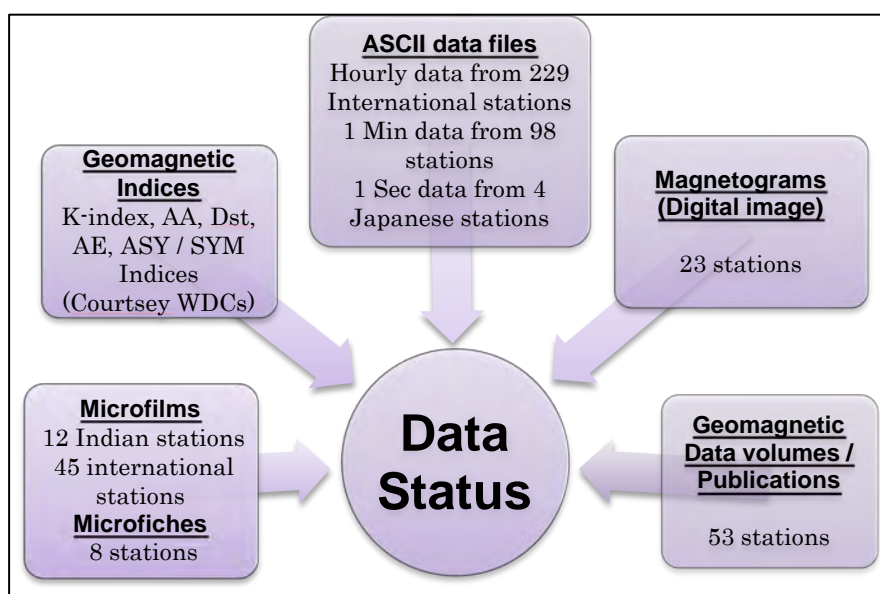 ASCII data files
Hourly data from 229
International stations
1 Min data from 98
stations
1 Sec data from 4
Japanese stations
Geomagnetic
Indices
K-index, AA, Dst,
AE, ASY / SYM
Indices
(Courtsey WDCs)
Magnetograms
(Digital image)
23 stations
Microfilms
12 Indian stations
45 international
stations
Microfiches
8 stations
Data
Status
Geomagnetic
Data volumes /
Publications
53 stations